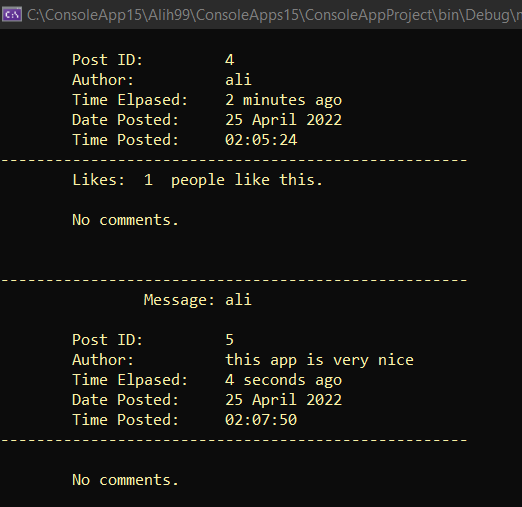 C:\ConsoleApp15\Alih99\ConsoleApps15\ConsoleAppProject\bin\Debug\
Post ID: 4
Author: ali
Time Elpased: 2 minutes ago
Date Posted: 25 April 2022
Time Posted: 02:05:24
----------------------------------------------------
Likes: 1 people like this.
No comments.
----------------------------------------------------
Message: ali
Post ID: 5
Author: this app is very nice
Time Elpased: 4 seconds ago
Date Posted: 25 April 2022
Time Posted: 02:07:50
----------------------------------------------------
No comments.